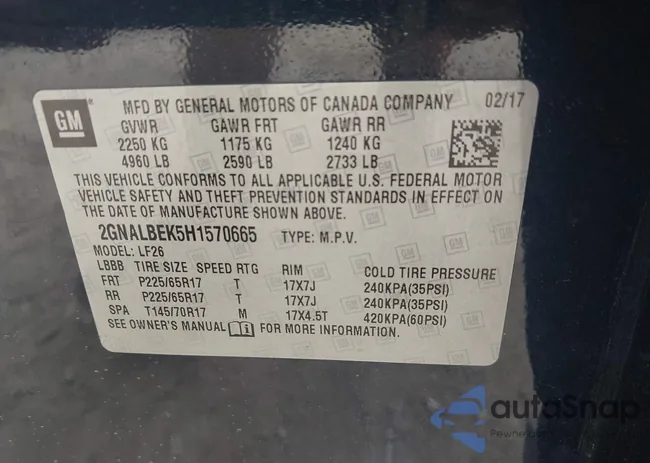 GM
MFD BY GENERAL MOTORS OF CANADA COMPANY 02/17
GVWR GAWR FRT GAWR RR
2250 KG 1175 KG 1240 KG
4960 LB 2590 LB 2733 LB
THIS VEHICLE CONFORMS TO ALL APPLICABLE U.S. FEDERAL MOTOR
VEHICLE SAFETY AND THEFT PREVENTION STANDARDS IN EFFECT ON
THE DATE OF MANUFACTURE SHOWN ABOVE.
2GNALBEK5H1570665 TYPE: M.P.V.
MODEL: LF26
LBBB TIRE SIZE SPEED RTG RIM COLD TIRE PRESSURE
FRT P225/65R17 T 17X7J 240KPA(35PSI)
RR P225/65R17 T 17X7J 240KPA(35PSI)
SPA T145/70R17 M 17X4.5T 420KPA(60PSI)
SEE OWNER'S MANUAL FOR MORE INFORMATION.
autoSnap